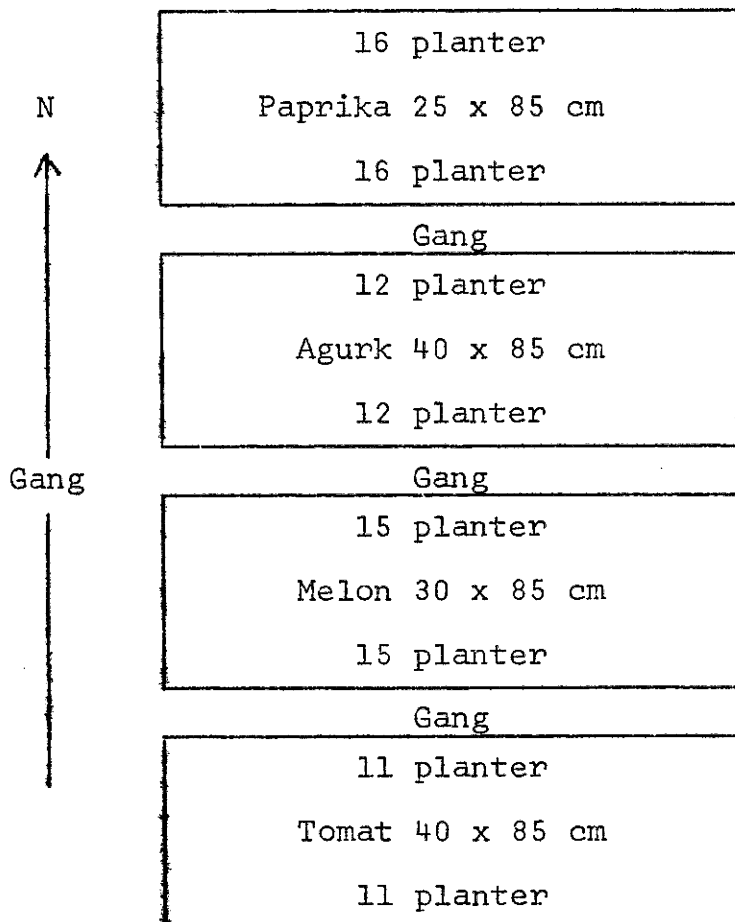 16 planter
N
Paprika 25 x 85 cm
16 planter
Gang
12 planter
Agurk 40 x 85 cm
12 planter
Gang
Gang
15 planter
Melon 30 x 85 cm
15 planter
Gang
11 planter
Tomat 40 x 85 cm
11 planter